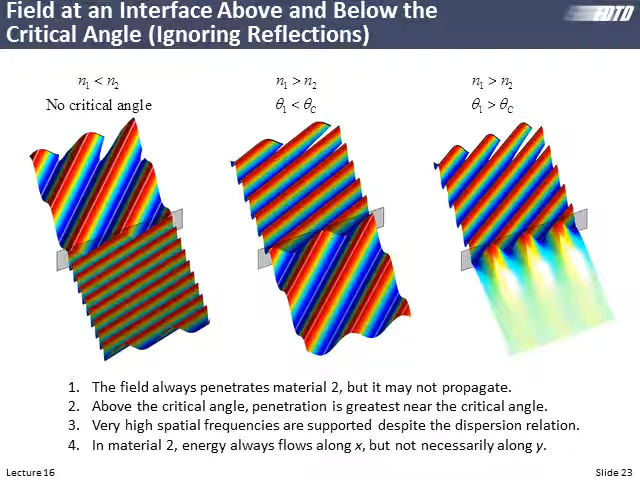 Field at an Interface Above and Below the
Critical Angle (Ignoring Reflections)
FDTD
n₁ < n₂
No critical angle
n₁ > n₂
θ₁ < θ_C
n₁ > n₂
θ₁ > θ_C
1. The field always penetrates material 2, but it may not propagate.
2. Above the critical angle, penetration is greatest near the critical angle.
3. Very high spatial frequencies are supported despite the dispersion relation.
4. In material 2, energy always flows along x, but not necessarily along y.
Lecture 16
Slide 23